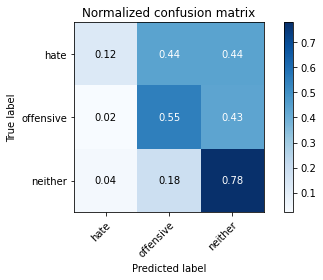 Normalized confusion matrix
hate 0.12 0.44 0.44
offensive 0.02 0.55 0.43
neither 0.04 0.18 0.78
True label
hate offensive neither
Predicted label
0.7
0.6
0.5
0.4
0.3
0.2
0.1